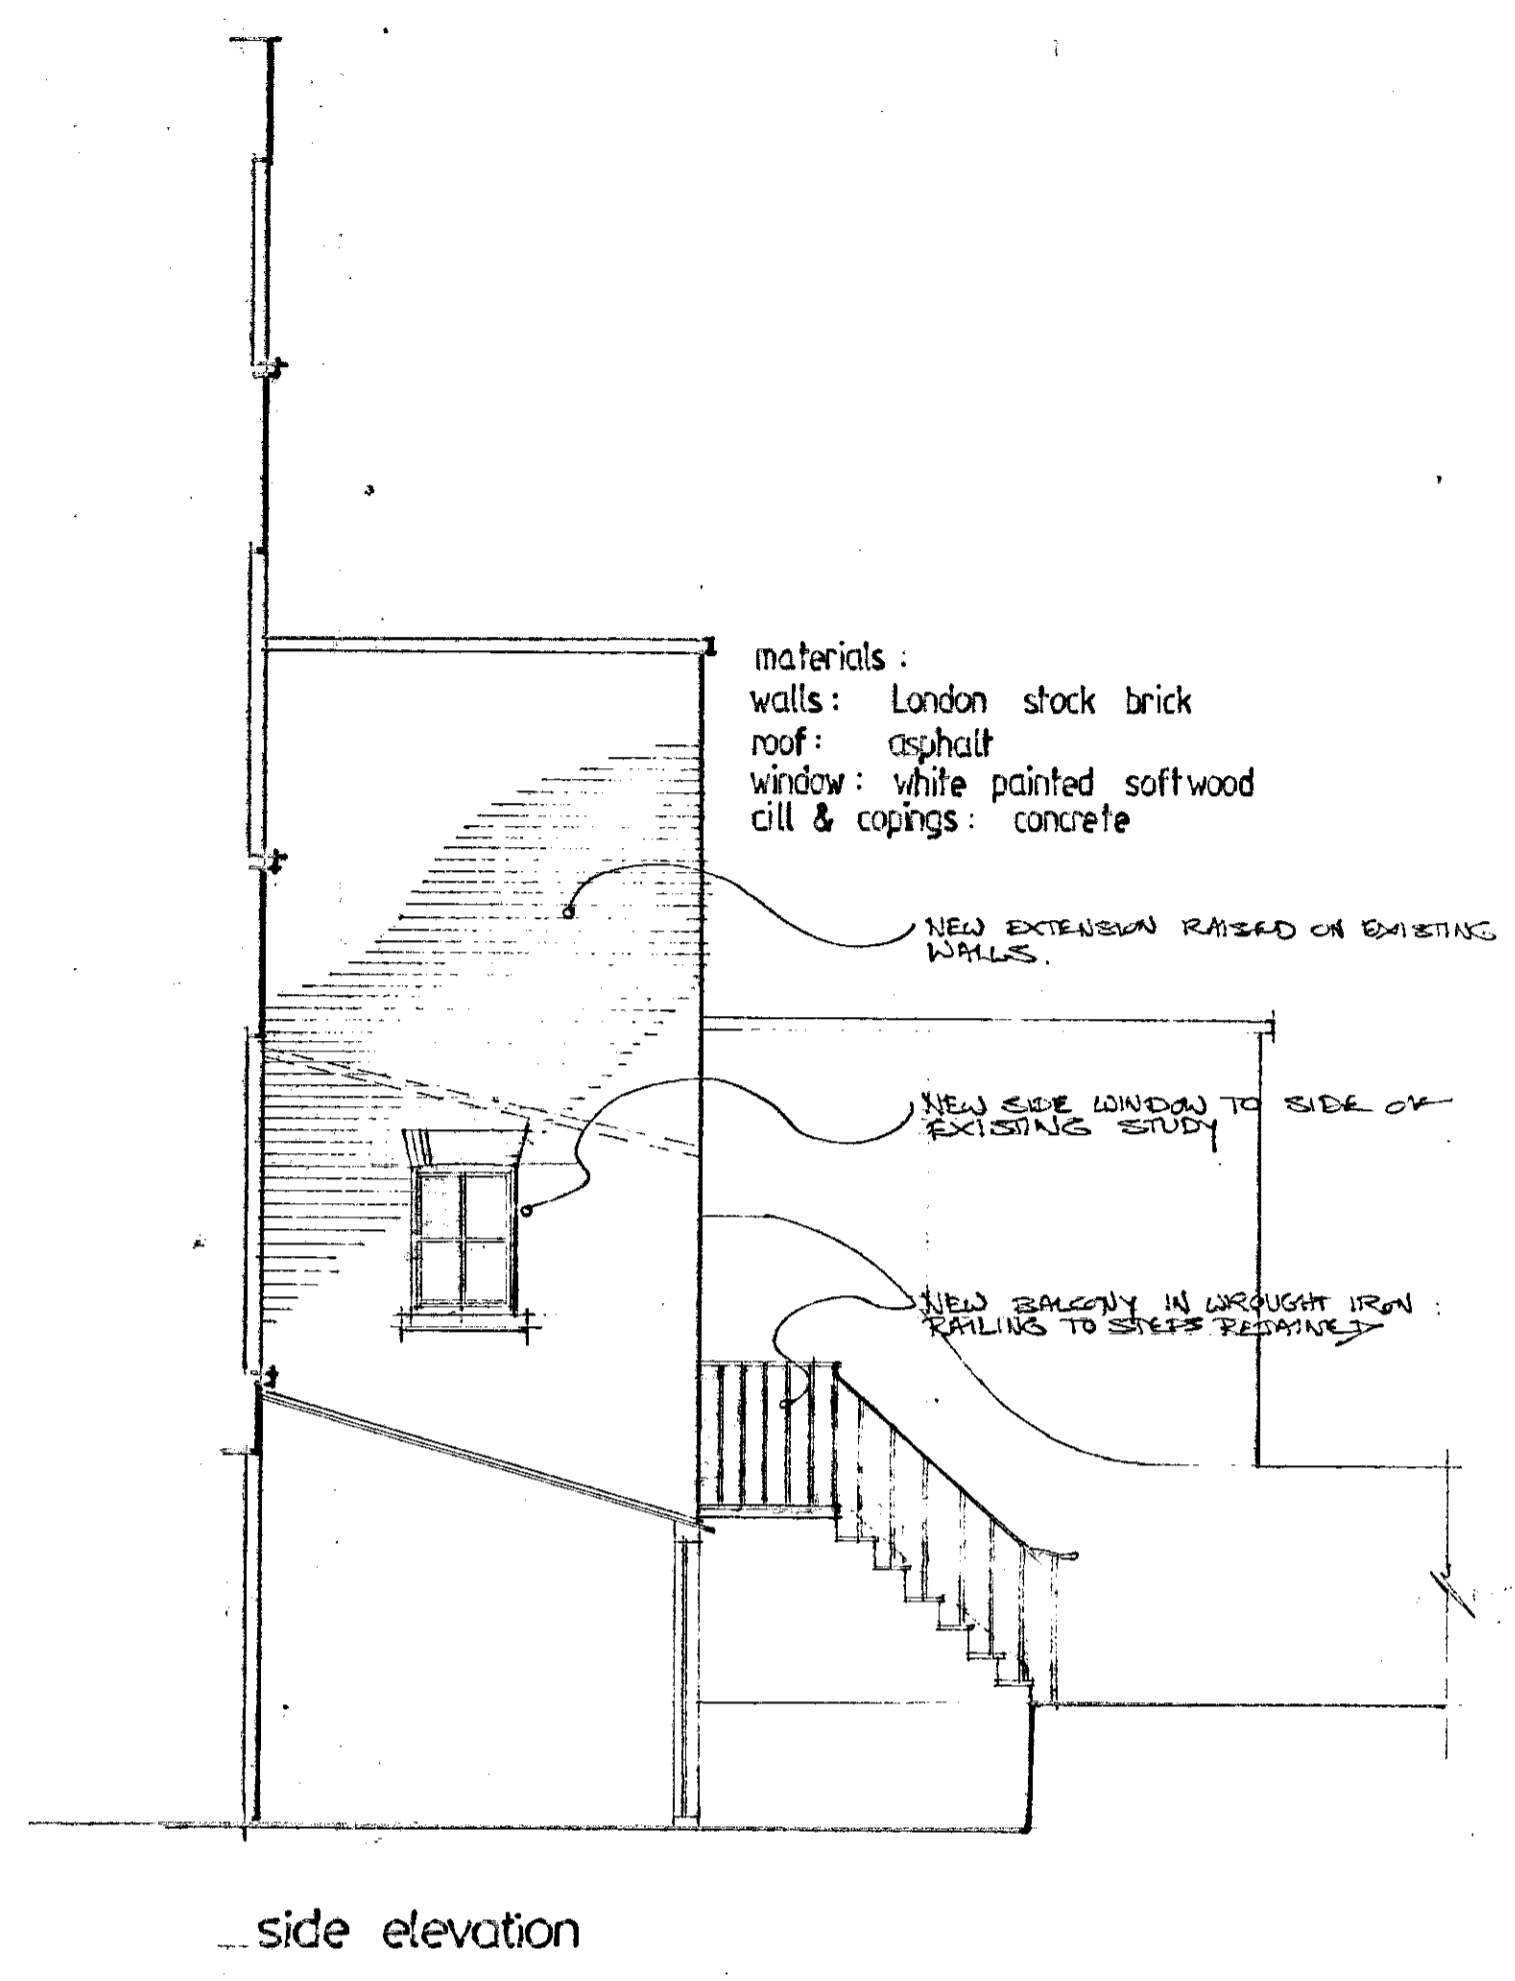 materials :
walls : London stock brick
roof : asphalt
window : white painted softwood
cill & copings : concrete
NEW EXTENSION RAISED ON EXISTING
WALLS.
NEW SIDE WINDOW TO SIDE OF
EXISTING STUDY
NEW BALCONY IN WROUGHT IRON :
RAILING TO STEPS RETAINED
side elevation